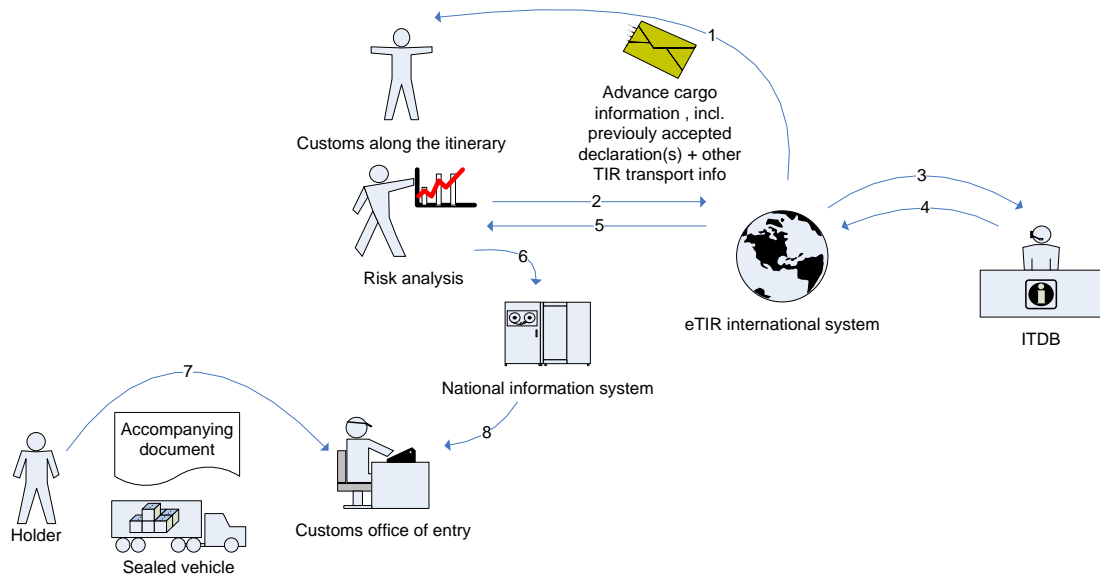 1
Advance cargo
information , incl.
previouly accepted
declaration(s) + other
TIR transport info
Customs along the itinerary
2
5
3
4
Risk analysis
6
eTIR international system
i
ITDB
National information system
7
8
Accompanying
document
Holder
Customs office of entry
Sealed vehicle